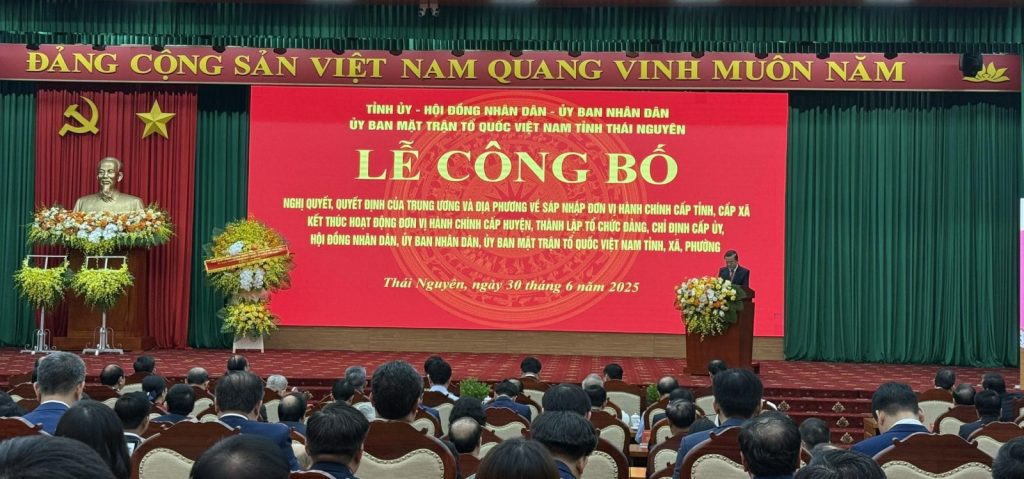 ĐẢNG CỘNG SẢN VIỆT NAM QUANG VINH MUÔN NĂM
TỈNH ỦY - HỘI ĐỒNG NHÂN DÂN - ỦY BAN NHÂN DÂN
ỦY BAN MẶT TRẬN TỔ QUỐC VIỆT NAM TỈNH THÁI NGUYÊN
LỄ CÔNG BỐ
NGHỊ QUYẾT, QUYẾT ĐỊNH CỦA TRUNG ƯƠNG VÀ ĐỊA PHƯƠNG VỀ SÁP NHẬP ĐƠN VỊ HÀNH CHÍNH CẤP TỈNH, CẤP XÃ
KẾT THÚC HOẠT ĐỘNG ĐƠN VỊ HÀNH CHÍNH CẤP HUYỆN, THÀNH LẬP TỔ CHỨC ĐẢNG, CHỈ ĐỊNH CẤP ỦY,
HỘI ĐỒNG NHÂN DÂN, ỦY BAN NHÂN DÂN, ỦY BAN MẶT TRẬN TỔ QUỐC VIỆT NAM TỈNH, XÃ, PHƯỜNG
Thái Nguyên, ngày 30 tháng 6 năm 2025